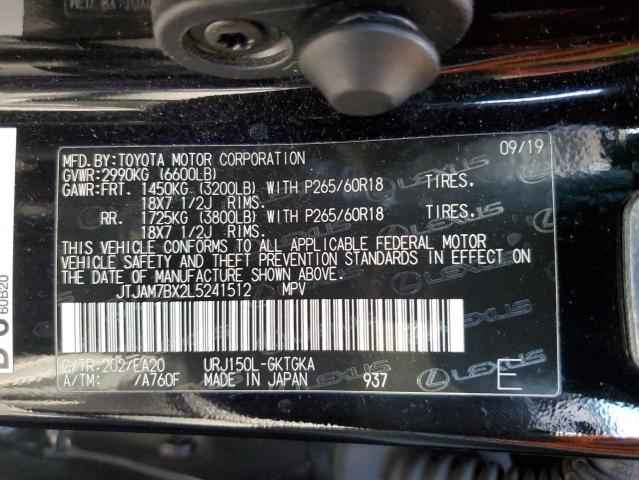 MFD.BY:TOYOTA MOTOR CORPORATION 09/19
GVWR:2990KG (6600LB)
GAWR:FRT. 1450KG (3200LB) WITH P265/60R18 TIRES.
18X7 1/2J RIMS.
RR. 1725KG (3800LB) WITH P265/60R18 TIRES.
18X7 1/2J RIMS.
THIS VEHICLE CONFORMS TO ALL APPLICABLE FEDERAL MOTOR
VEHICLE SAFETY AND THEFT PREVENTION STANDARDS IN EFFECT ON
THE DATE OF MANUFACTURE SHOWN ABOVE.
JTJAM7BX2L5241512 MPV
C/TR:202/EA20 URJ150L-GKTGKA
A/TM: /A760F MADE IN JAPAN 937 E
LEXUS
60B20